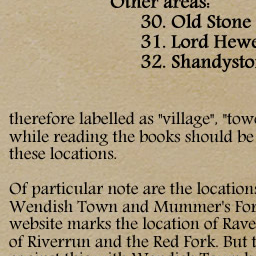 Other areas:
30. Old Stone
31. Lord Hewe
32. Shandysto
therefore labelled as "village", "towe
while reading the books should be
these locations.
Of particular note are the locations
Wendish Town and Mummer's For
website marks the location of Rave
of Riverrun and the Red Fork. But t